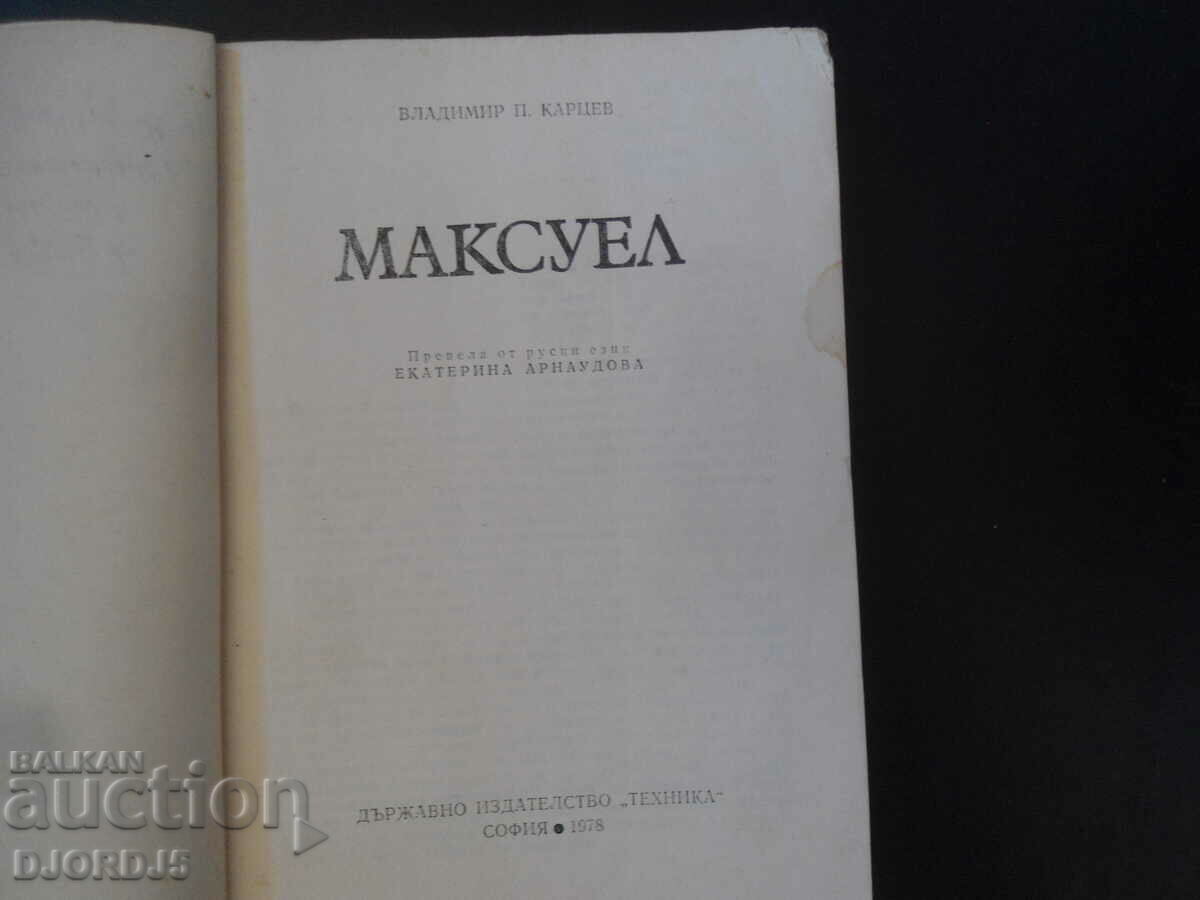 ВЛАДИМИР П. КАРЦЕВ
МАКСУЕЛ
Превела от руски език
ЕКАТЕРИНА АРНАУДОВА
ДЪРЖАВНО ИЗДАТЕЛСТВО „ТЕХНИКА“
СОФИЯ ● 1978
BALKAN
auction
DJORDJ5